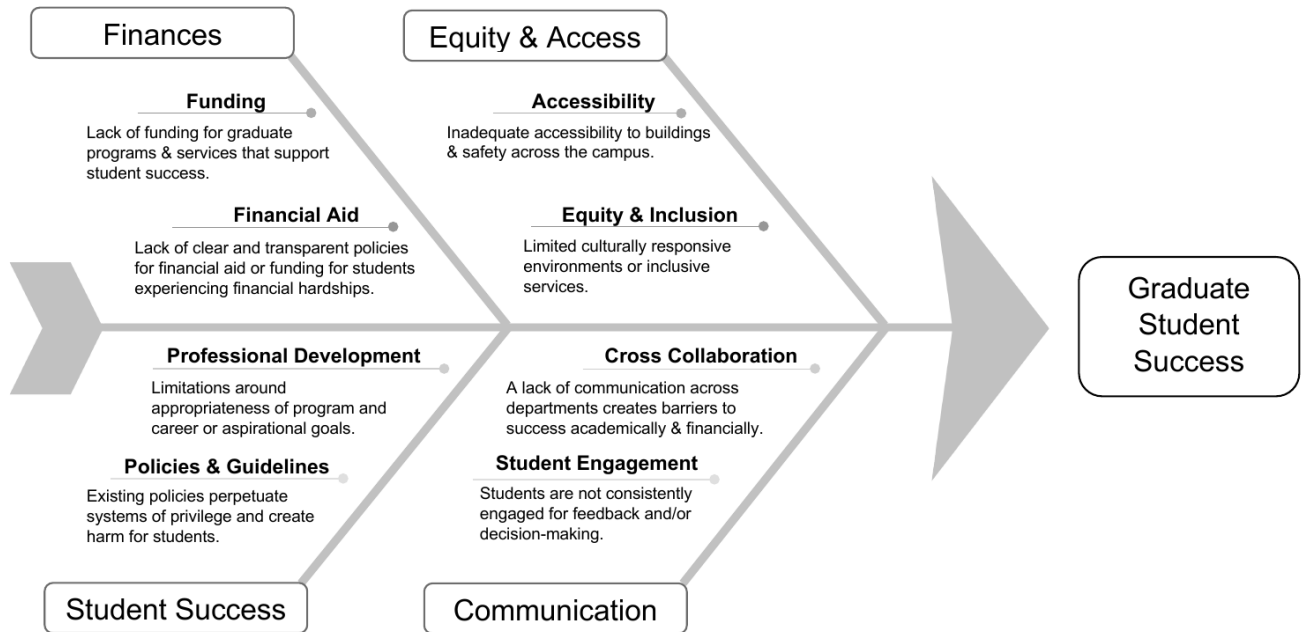 Finances
Funding
Lack of funding for graduate
programs & services that support
student success.
Financial Aid
Lack of clear and transparent policies
for financial aid or funding for students
experiencing financial hardships.
Equity & Access
Accessibility
Inadequate accessibility to buildings
& safety across the campus.
Equity & Inclusion
Limited culturally responsive
environments or inclusive
services.
Professional Development
Limitations around
appropriateness of program and
career or aspirational goals.
Policies & Guidelines
Existing policies perpetuate
systems of privilege and create
harm for students.
Student Success
Cross Collaboration
A lack of communication across
departments creates barriers to
success academically & financially.
Student Engagement
Students are not consistently
engaged for feedback and/or
decision-making.
Communication
Graduate
Student
Success